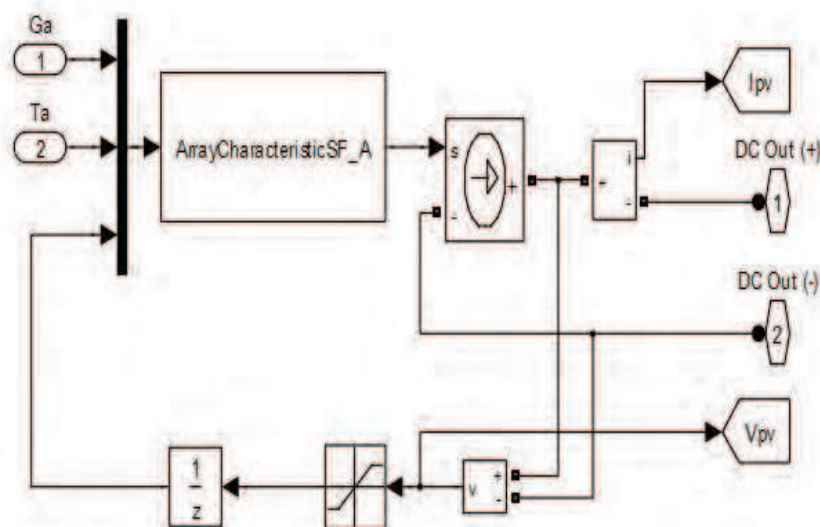 Ga
1
Ta
2
ArrayCharacteristicSF_A
s
-
+
+
i
-
Ipv
DC Out (+)
1
DC Out (-)
2
Vpv
1
z
v
+
-